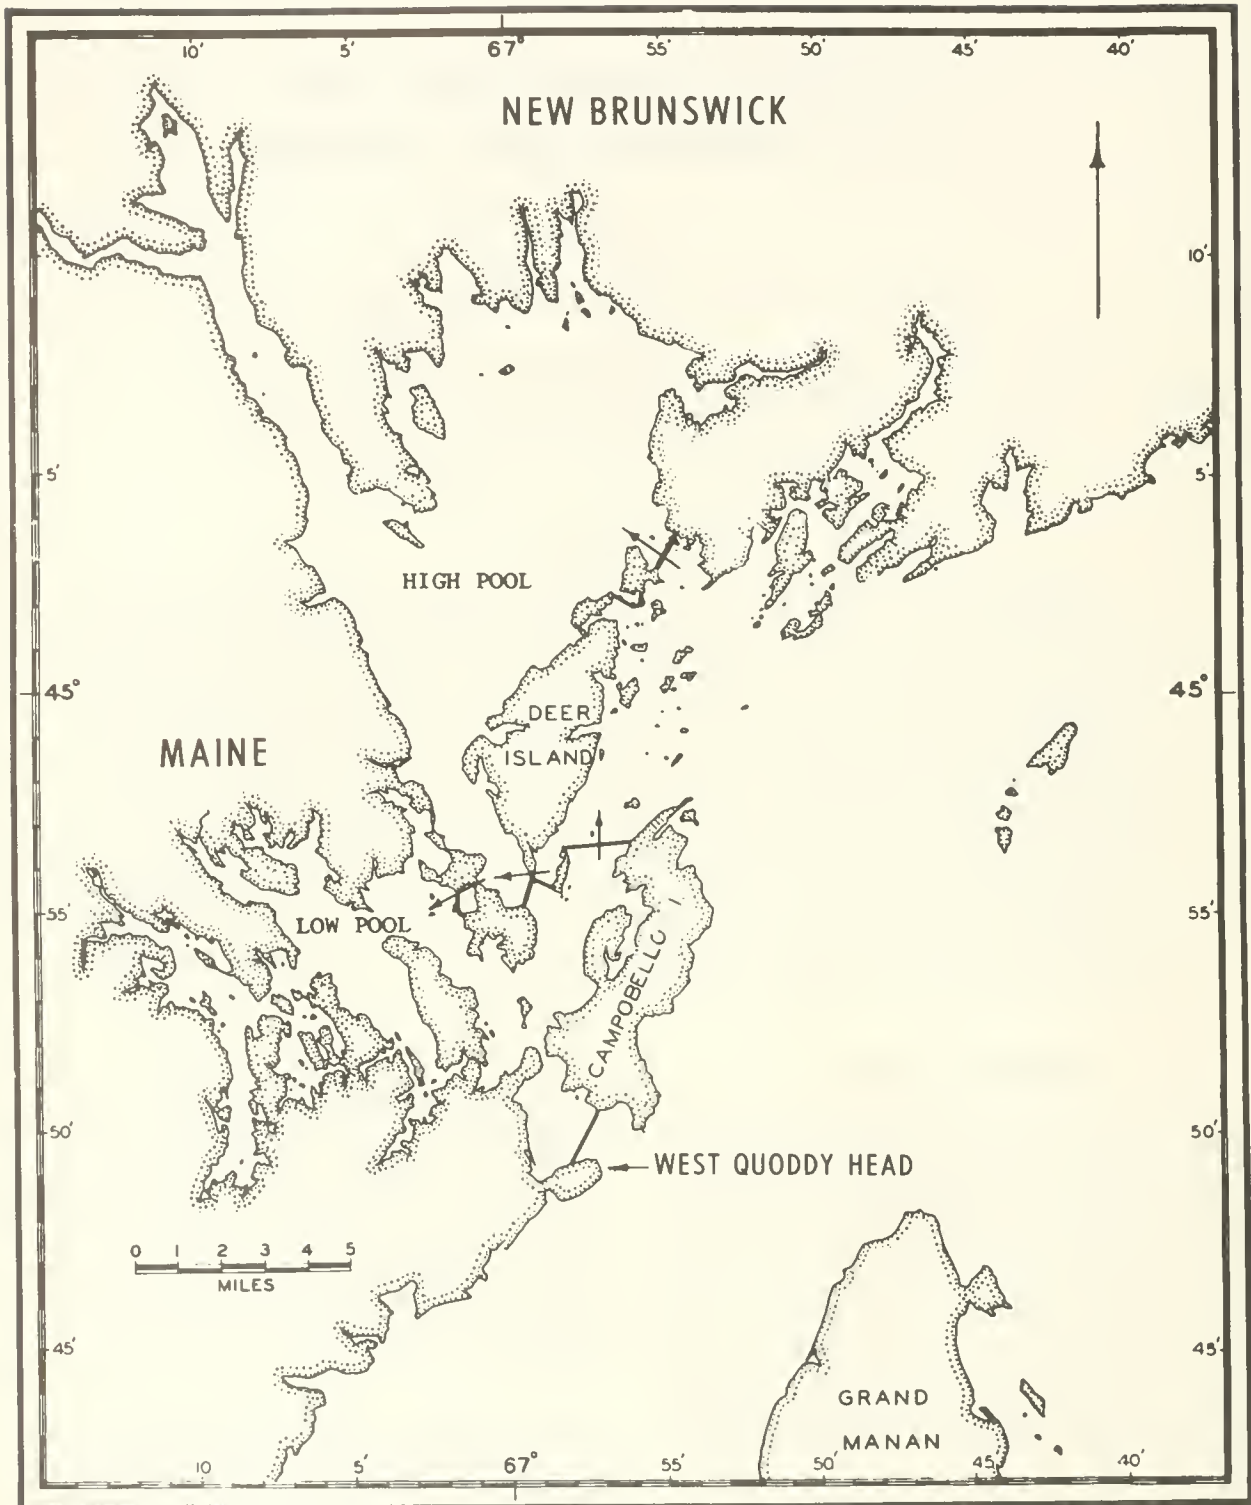 10' 5' 67° 55' 50' 45' 40'
NEW BRUNSWICK
10'
5' 5'
HIGH POOL
45° 45°
DEER
MAINE
ISLAND
55' 55'
LOW POOL
CAMPOBELLO
50' 50'
WEST QUODDY HEAD
0 1 2 3 4 5
MILES
45' 45'
GRAND
MANAN
10 5' 67° 55' 50' 45' 40'